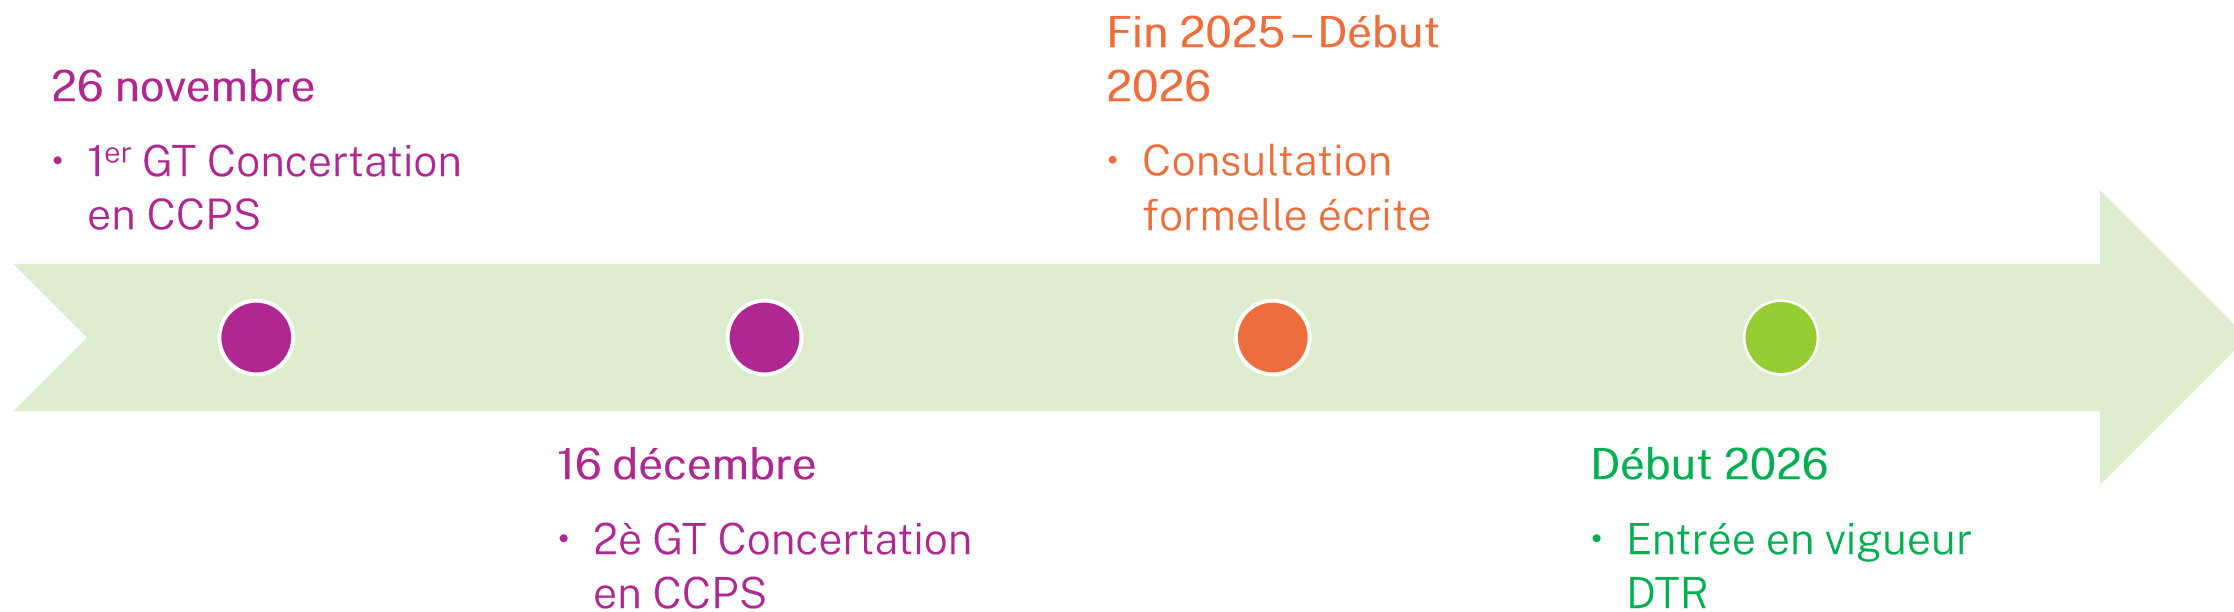 26 novembre
• 1er GT Concertation
en CCPS
16 décembre
• 2è GT Concertation
en CCPS
Fin 2025 – Début
2026
• Consultation
formelle écrite
Début 2026
• Entrée en vigueur
DTR